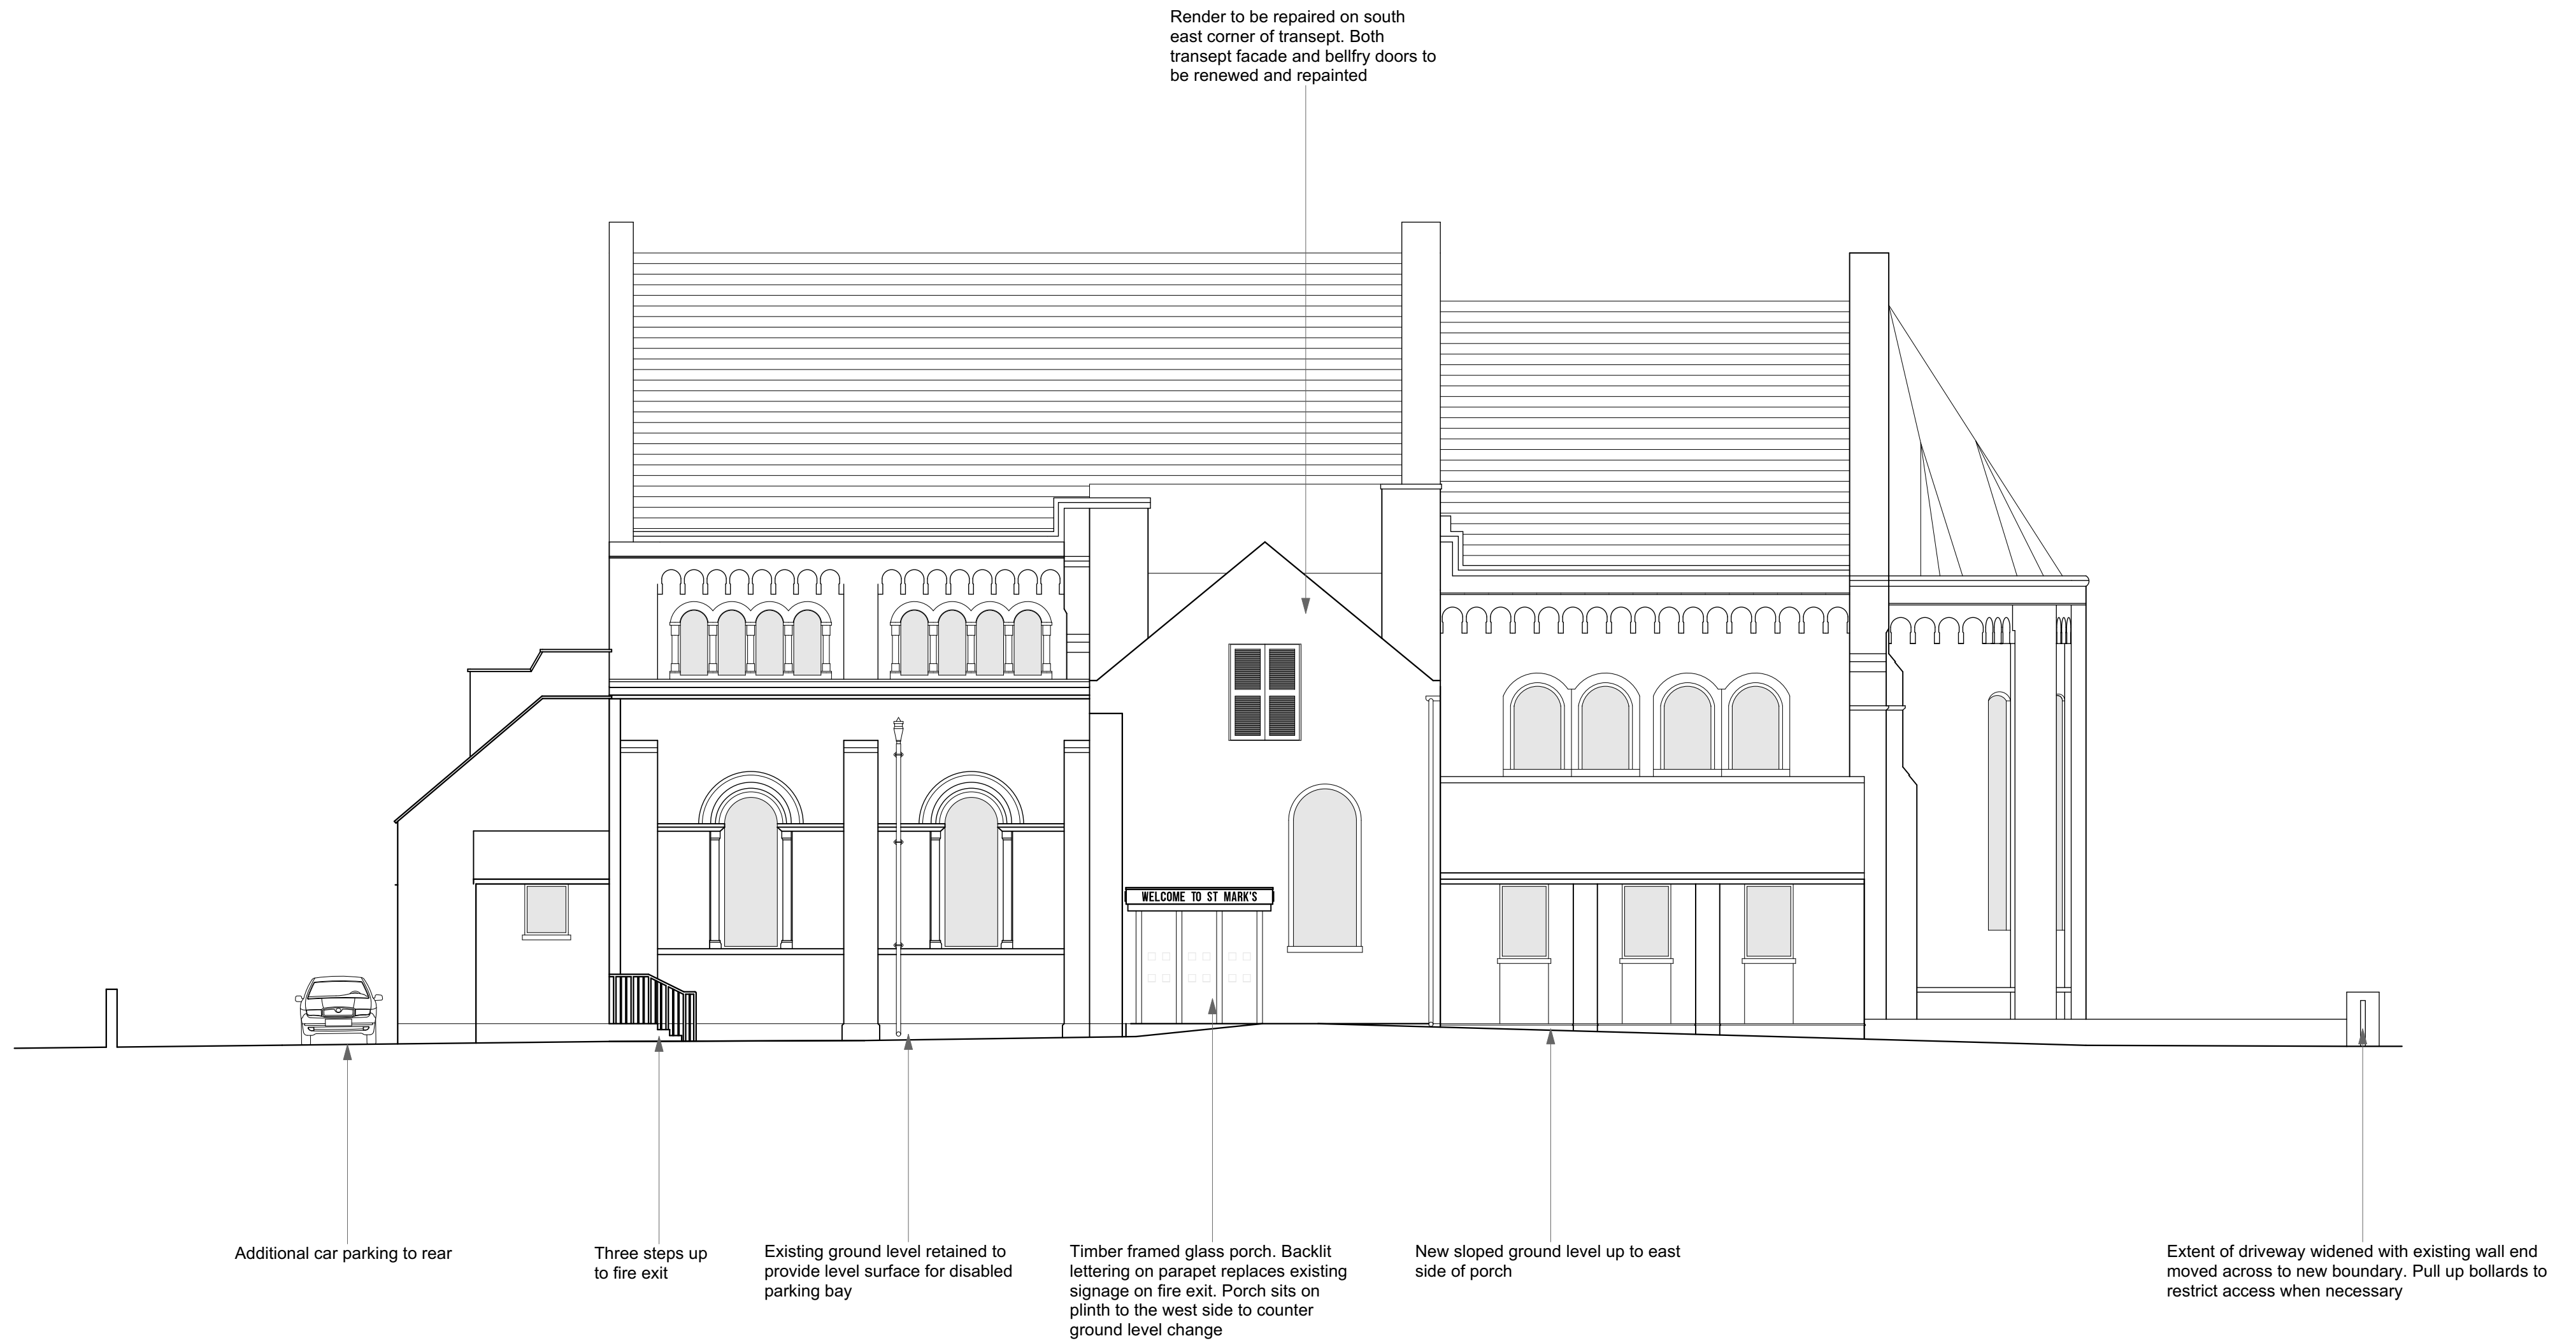 Render to be repaired on south
east corner of transept. Both
transept facade and bellfry doors to
be renewed and repainted
WELCOME TO ST MARK'S
Additional car parking to rear
Three steps up
to fire exit
Existing ground level retained to
provide level surface for disabled
parking bay
Timber framed glass porch. Backlit
lettering on parapet replaces existing
signage on fire exit. Porch sits on
plinth to the west side to counter
ground level change
New sloped ground level up to east
side of porch
Extent of driveway widened with existing wall end
moved across to new boundary. Pull up bollards to
restrict access when necessary